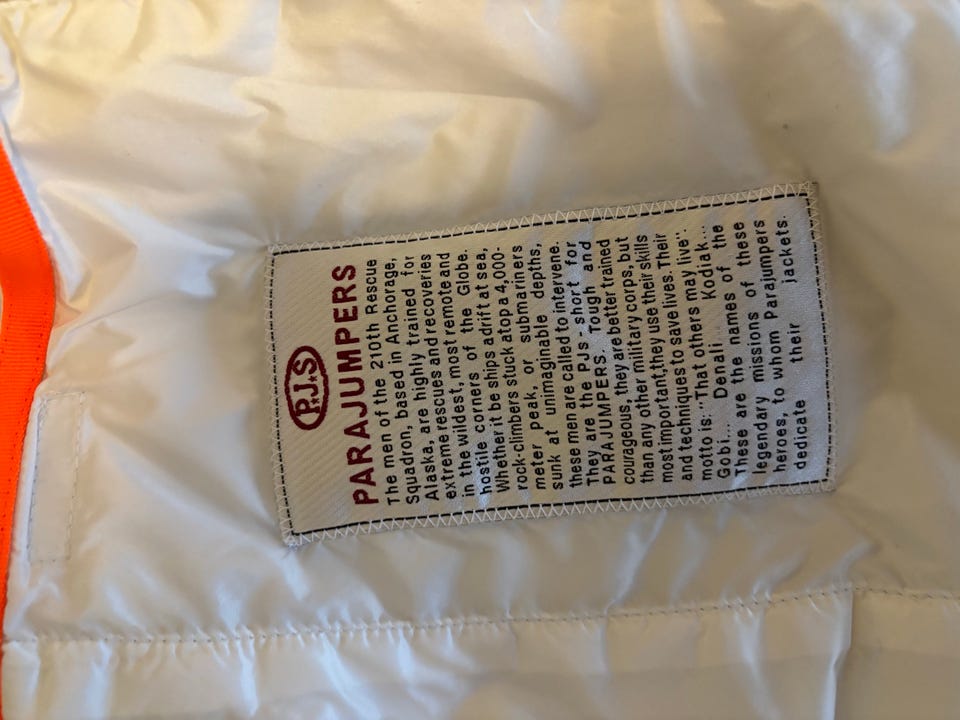 P.J.S
PARAJUMPERS
The men of the 210th Rescue
Squadron, based in Anchorage,
Alaska, are highly trained for
extreme rescues and recoveries
in the wildest, most remote and
hostile corners of the Globe.
Whether it be ships adrift at sea,
rock-climbers stuck atop a 4,000-
meter peak, or submariners
sunk at unimaginable depths,
these men are called to intervene.
They are the PJs - short for
PARAJUMPERS. Tough and
courageous, they are better trained
than any other military corps, but
most important,they use their skills
and techniques to save lives. Their
motto is: "That others may live".
Gobi... Denali... Kodiak...
These are the names of the
legendary missions of these
heroes, to whom Parajumpers
dedicate their jackets.